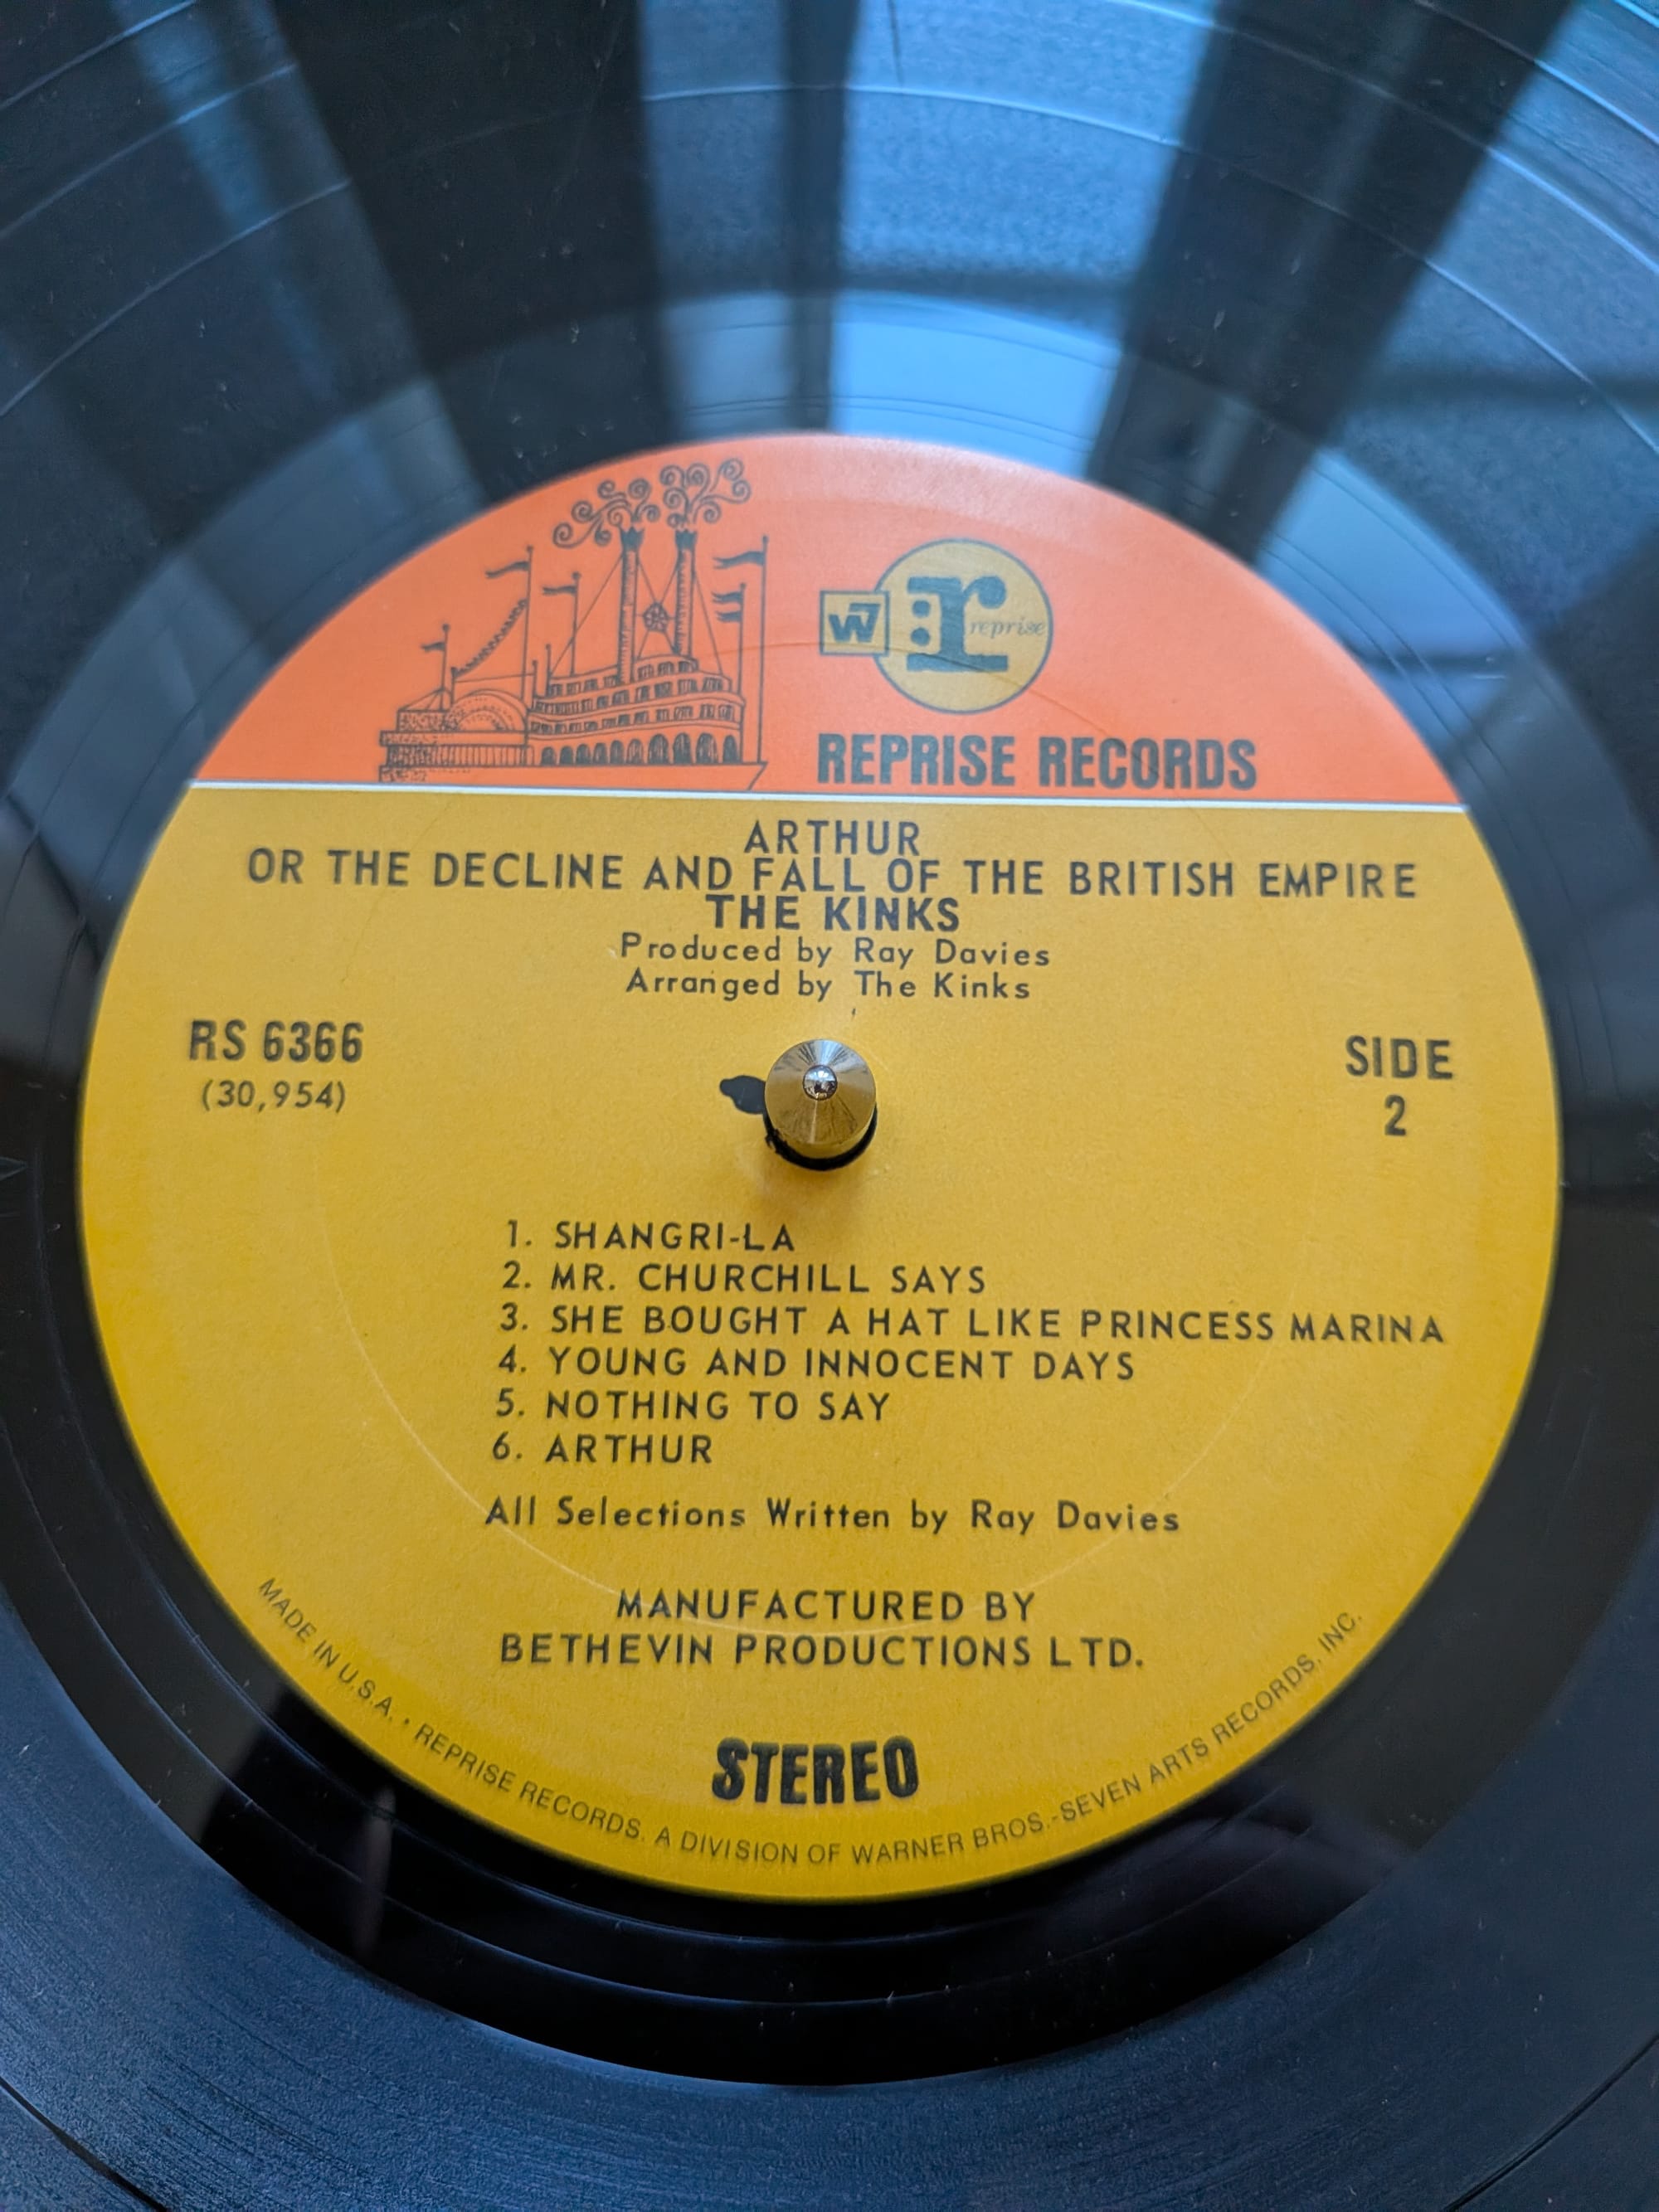 W7
r: reprise
REPRISE RECORDS
ARTHUR
OR THE DECLINE AND FALL OF THE BRITISH EMPIRE
THE KINKS
Produced by Ray Davies
Arranged by The Kinks
RS 6366
(30,954)
SIDE
2
1. SHANGRI-LA
2. MR. CHURCHILL SAYS
3. SHE BOUGHT A HAT LIKE PRINCESS MARINA
4. YOUNG AND INNOCENT DAYS
5. NOTHING TO SAY
6. ARTHUR
All Selections Written by Ray Davies
MANUFACTURED BY
BETHEVIN PRODUCTIONS LTD.
STEREO
MADE IN U.S.A. • REPRISE RECORDS. A DIVISION OF WARNER BROS.-SEVEN ARTS RECORDS, INC.